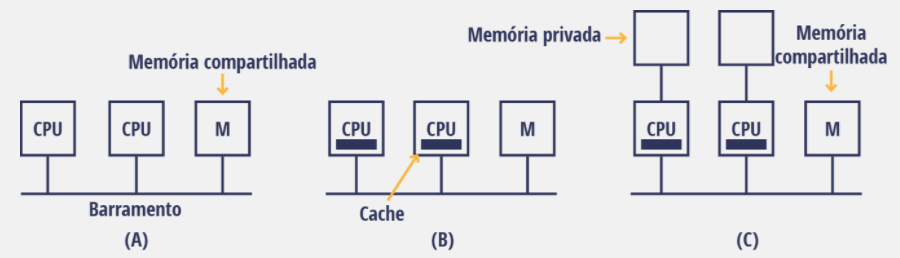 Memória compartilhada
CPU
CPU
M
Barramento
(A)
CPU
CPU
M
Cache
(B)
Memória privada
Memória
compartilhada
CPU
CPU
M
(C)